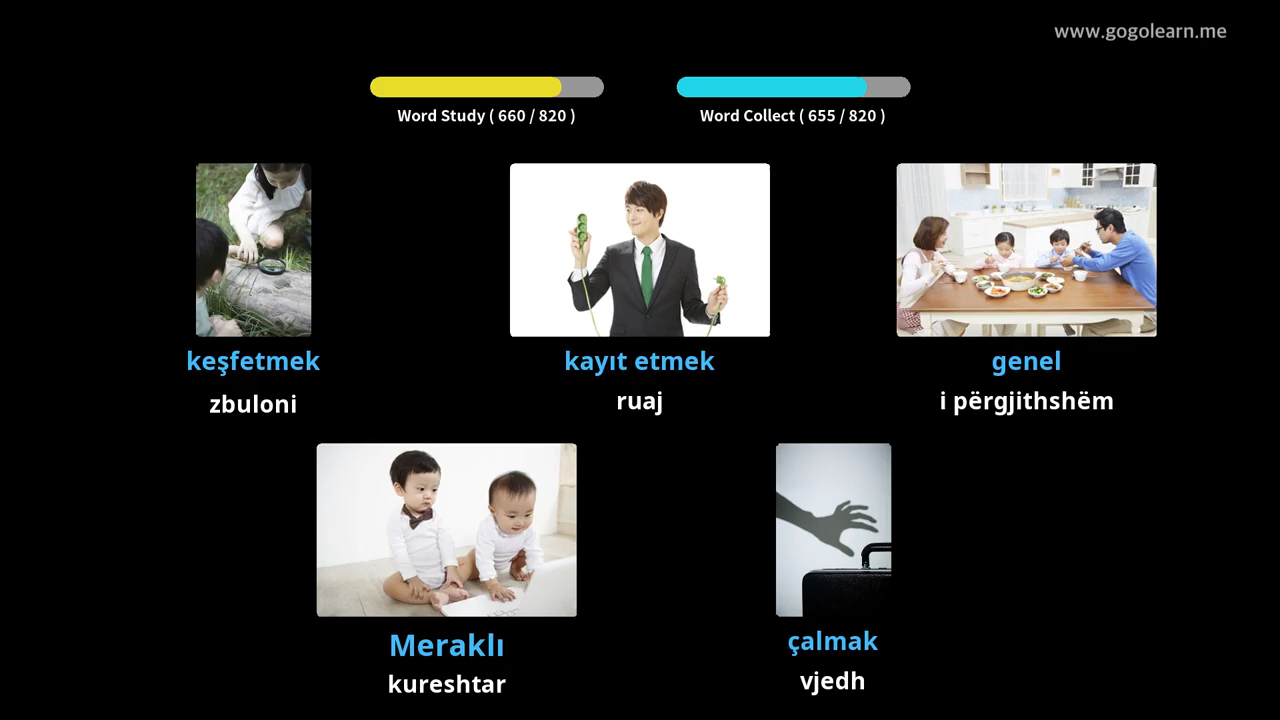 www.gogolearn.me
Word Study ( 660 / 820 )
Word Collect ( 655 / 820 )
keşfetmek
zbuloni
kayıt etmek
ruaj
genel
i përgjithshëm
Meraklı
kureshtar
çalmak
vjedh